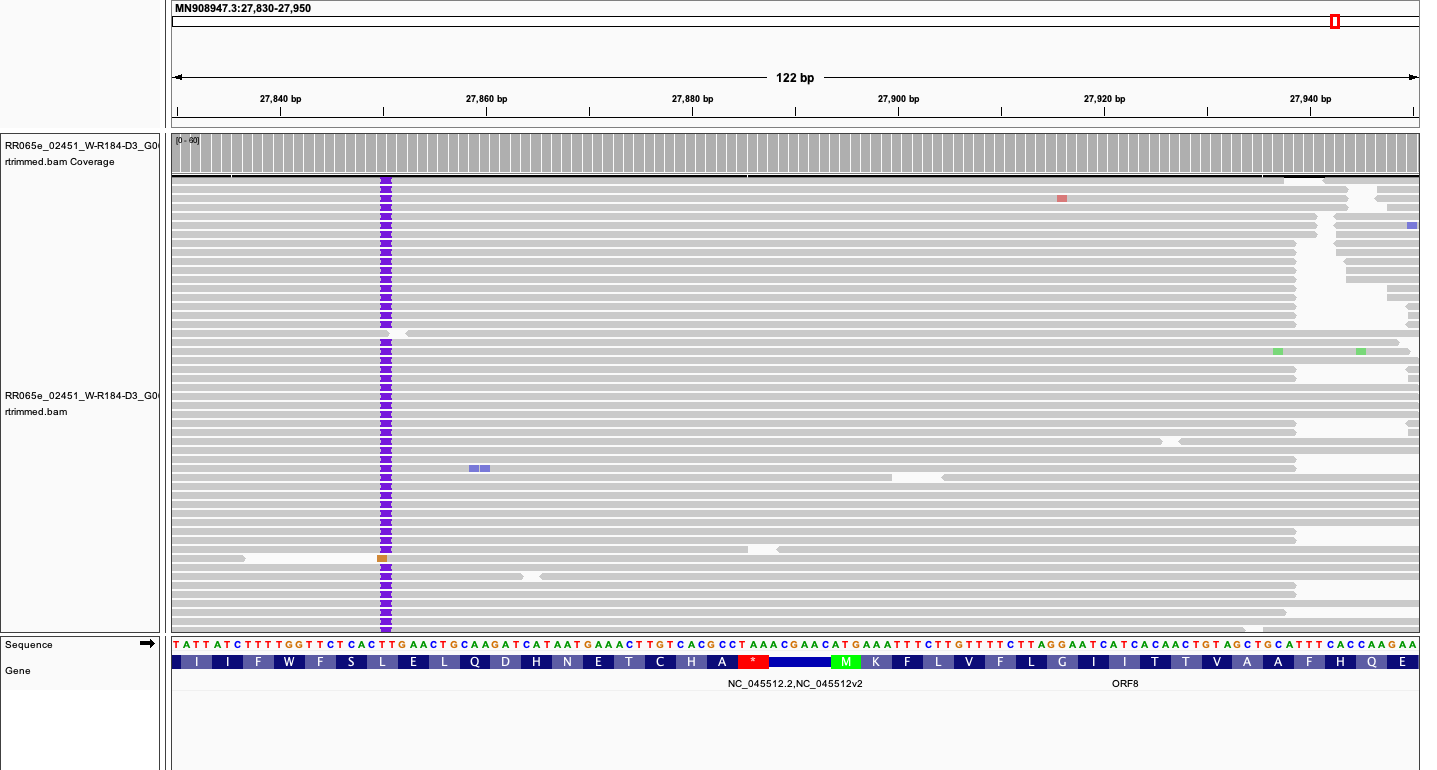 MN908947.3:27,830-27,950
122 bp
27,840 bp 27,860 bp 27,880 bp 27,900 bp 27,920 bp 27,940 bp
[0 - 60]
RR065e_02451_W-R184-D3_G0
rtrimmed.bam Coverage
RR065e_02451_W-R184-D3_G0
rtrimmed.bam
Sequence
TATTATCTTTTGGTTCTCACTTGAACTGCAAGATCATAATGAAACTTGTCACGCCTAAACGAACATGAAATTTCTTGTTTTCTTAGGAATCATCACAACTGTAGCTGCATTTCACCAAGAA
Gene
I I F W F S L E L Q D H N E T C H A * M K F L V F L G I I T T V A A F H Q E
NC_045512.2,NC_045512v2 ORF8